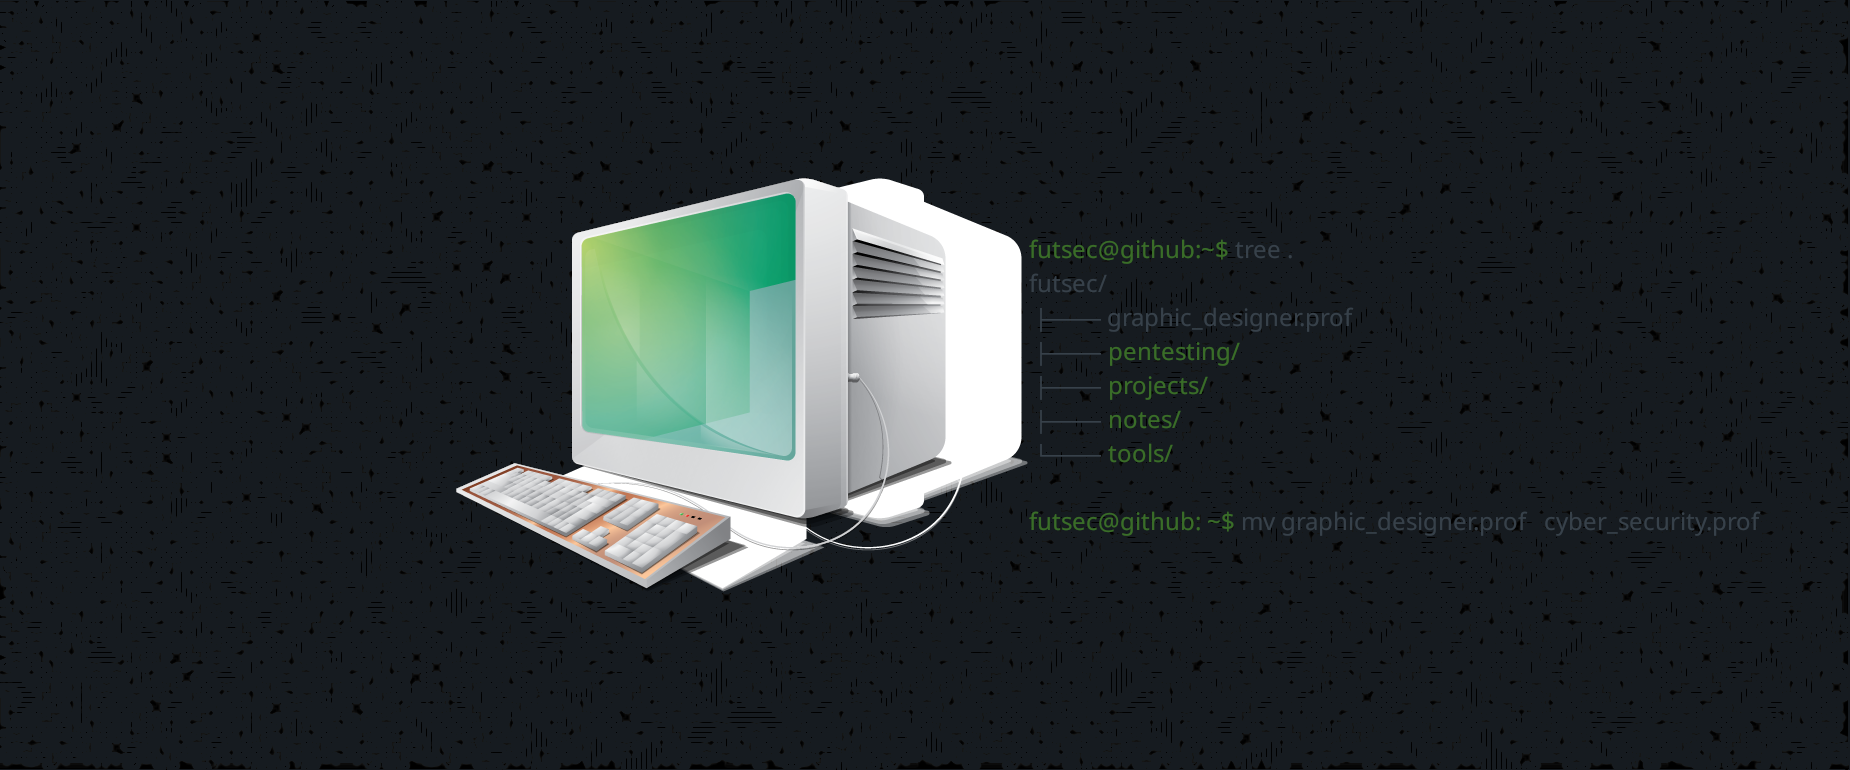 futsec@github:~$ tree .
futsec/
├── graphic_designer.prof
├── pentesting/
├── projects/
├── notes/
└── tools/
futsec@github: ~$ mv graphic_designer.prof cyber_security.prof